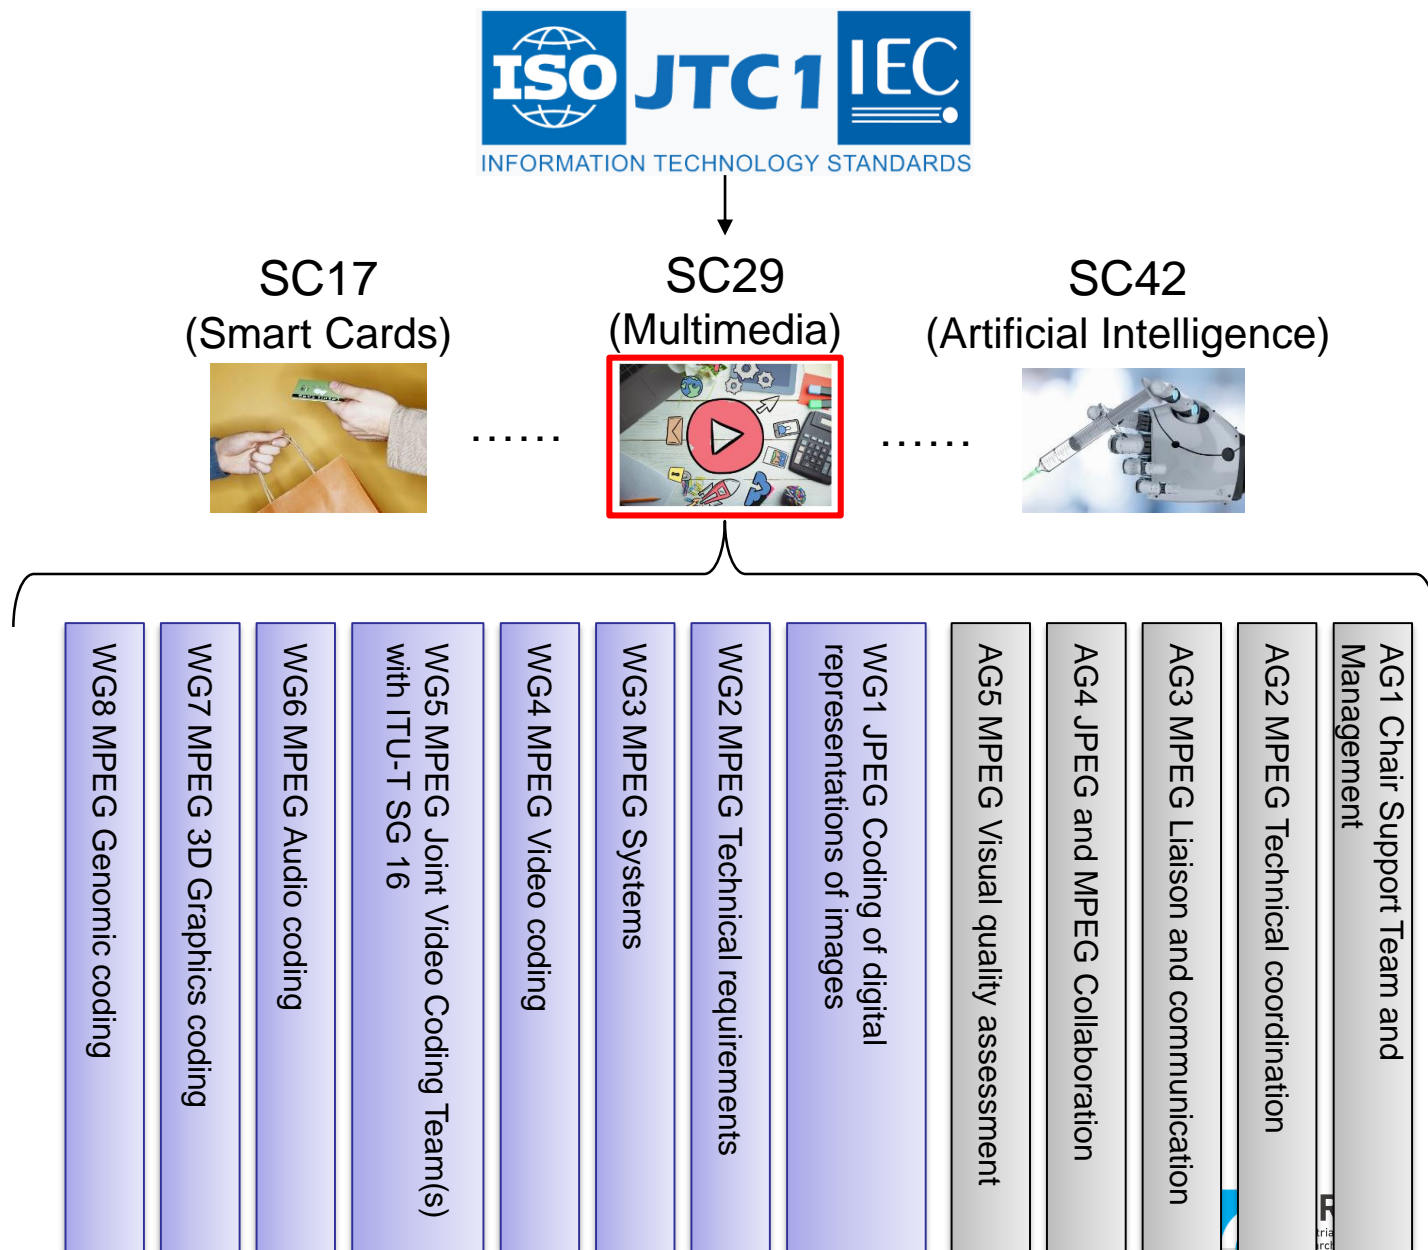 ISO JTC1 IEC
INFORMATION TECHNOLOGY STANDARDS
SC17
(Smart Cards)
SC29
(Multimedia)
SC42
(Artificial Intelligence)
......
......
WG8 MPEG Genomic coding
WG7 MPEG 3D Graphics coding
WG6 MPEG Audio coding
WG5 MPEG Joint Video Coding Team(s)
with ITU-T SG 16
WG4 MPEG Video coding
WG3 MPEG Systems
WG2 MPEG Technical requirements
WG1 JPEG Coding of digital
representations of images
AG5 MPEG Visual quality assessment
AG4 JPEG and MPEG Collaboration
AG3 MPEG Liaison and communication
AG2 MPEG Technical coordination
AG1 Chair Support Team and
Management